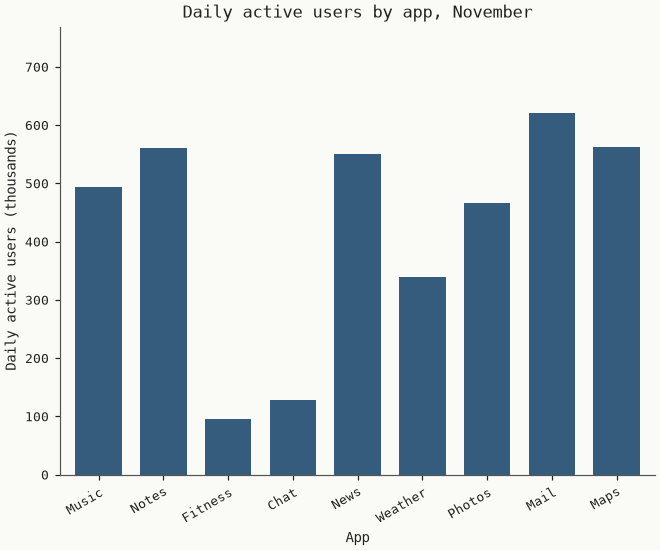 Daily active users by app, November
Daily active users (thousands)
700
600
500
400
300
200
100
0
Music
Notes
Fitness
Chat
News
Weather
Photos
Mail
Maps
App